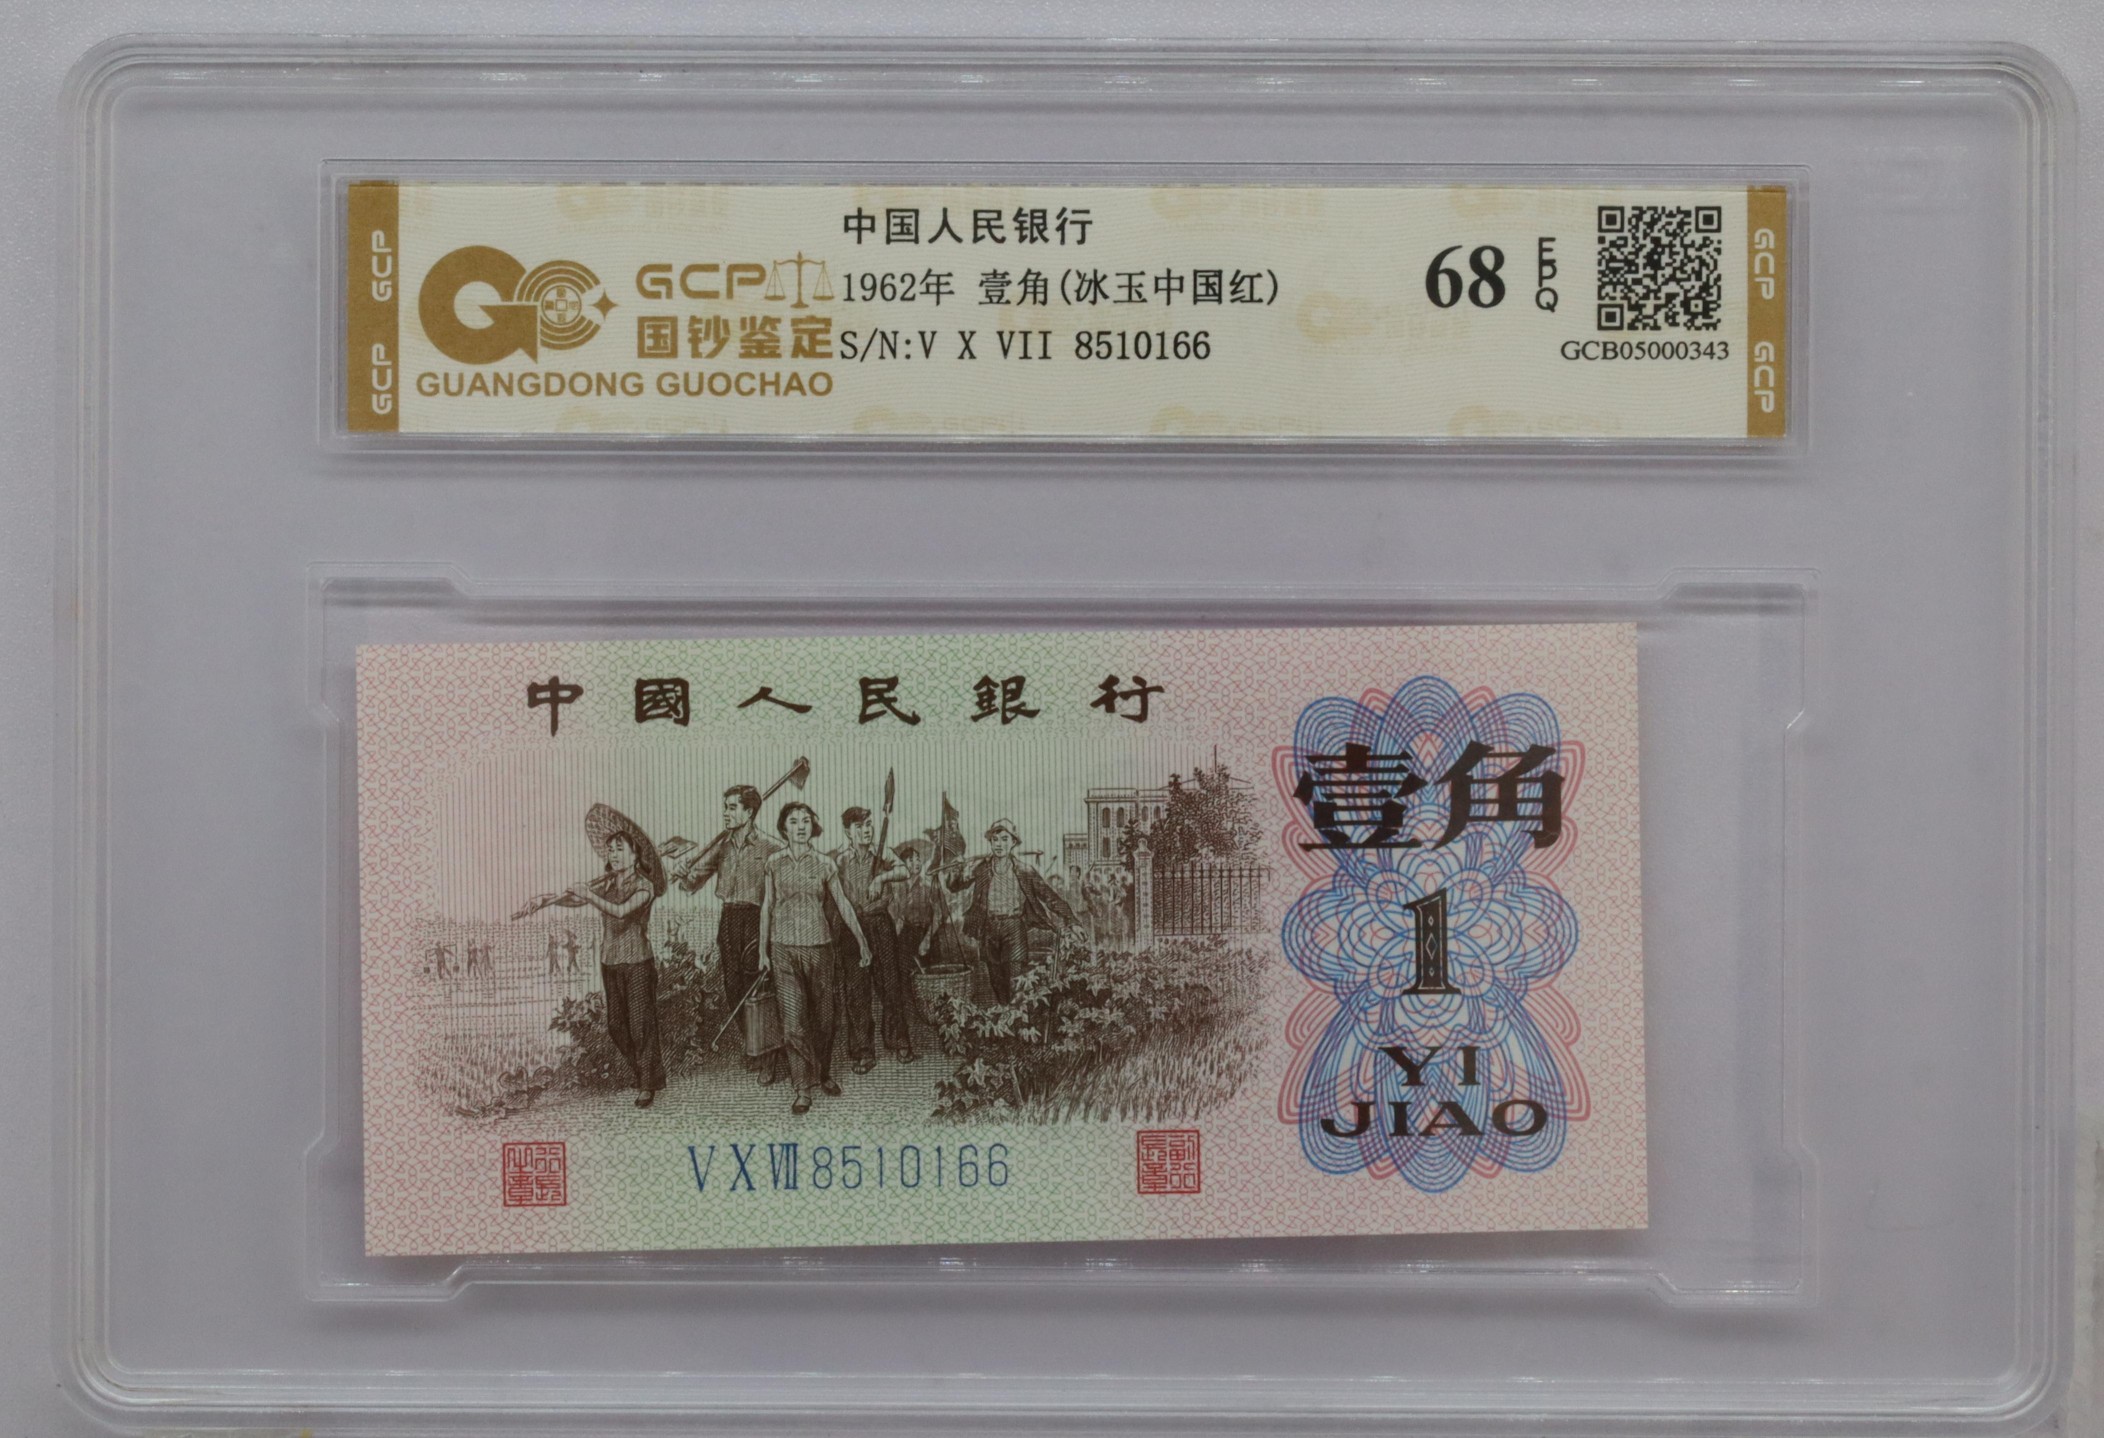 中国人民银行
1962年 壹角(冰玉中国红)
S/N:V X VII 8510166
GCP
国钞鉴定
GUANGDONG GUOCHAO
68 EPQ
GCB05000343
GCP GCP
GCP GCP
中國人民銀行
壹角
1
YI
JIAO
V X VII 8510166